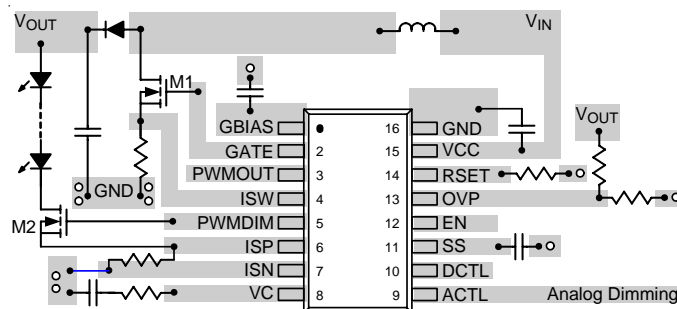 VOUT
VIN
M1
GBIAS 16 GND
VOUT
GATE 2 15 VCC
PWMOUT 3 14 RSET
GND
ISW 4 13 OVP
M2
PWMDIM 5 12 EN
ISP 6 11 SS
ISN 7 10 DCTL
VC 8 9 ACTL Analog Dimming